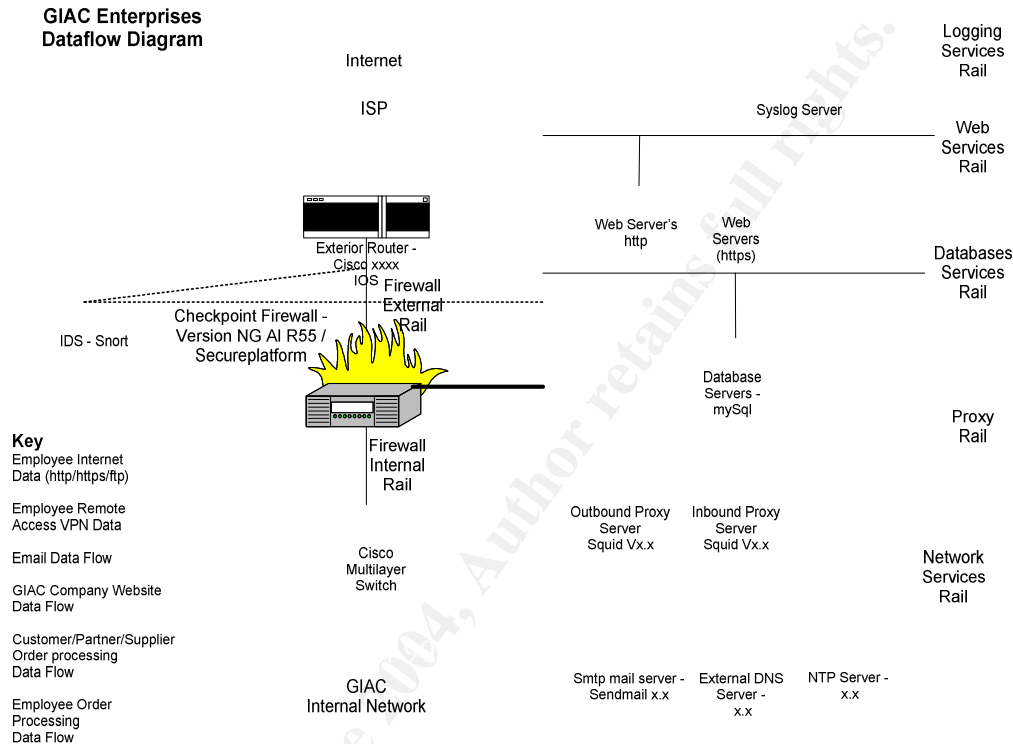 GIAC Enterprises
Dataflow Diagram
Internet
ISP
Logging
Services
Rail
Syslog Server
Web
Services
Rail
Exterior Router -
Cisco xxxx
IOS
Web Server's
http
Web
Servers
(https)
Databases
Services
Rail
Firewall
External
Rail
Checkpoint Firewall -
Version NG AI R55 /
Secureplatform
IDS - Snort
Database
Servers -
mySql
Proxy
Rail
Firewall
Internal
Rail
Key
Employee Internet
Data (http/https/ftp)
Employee Remote
Access VPN Data
Email Data Flow
GIAC Company Website
Data Flow
Customer/Partner/Supplier
Order processing
Data Flow
Employee Order
Processing
Data Flow
Cisco
Multilayer
Switch
Outbound Proxy
Server
Squid Vx.x
Inbound Proxy
Server
Squid Vx.x
Network
Services
Rail
GIAC
Internal Network
Smtp mail server -
Sendmail x.x
External DNS
Server -
x.x
NTP Server -
x.x
2004, Author retains full rights.